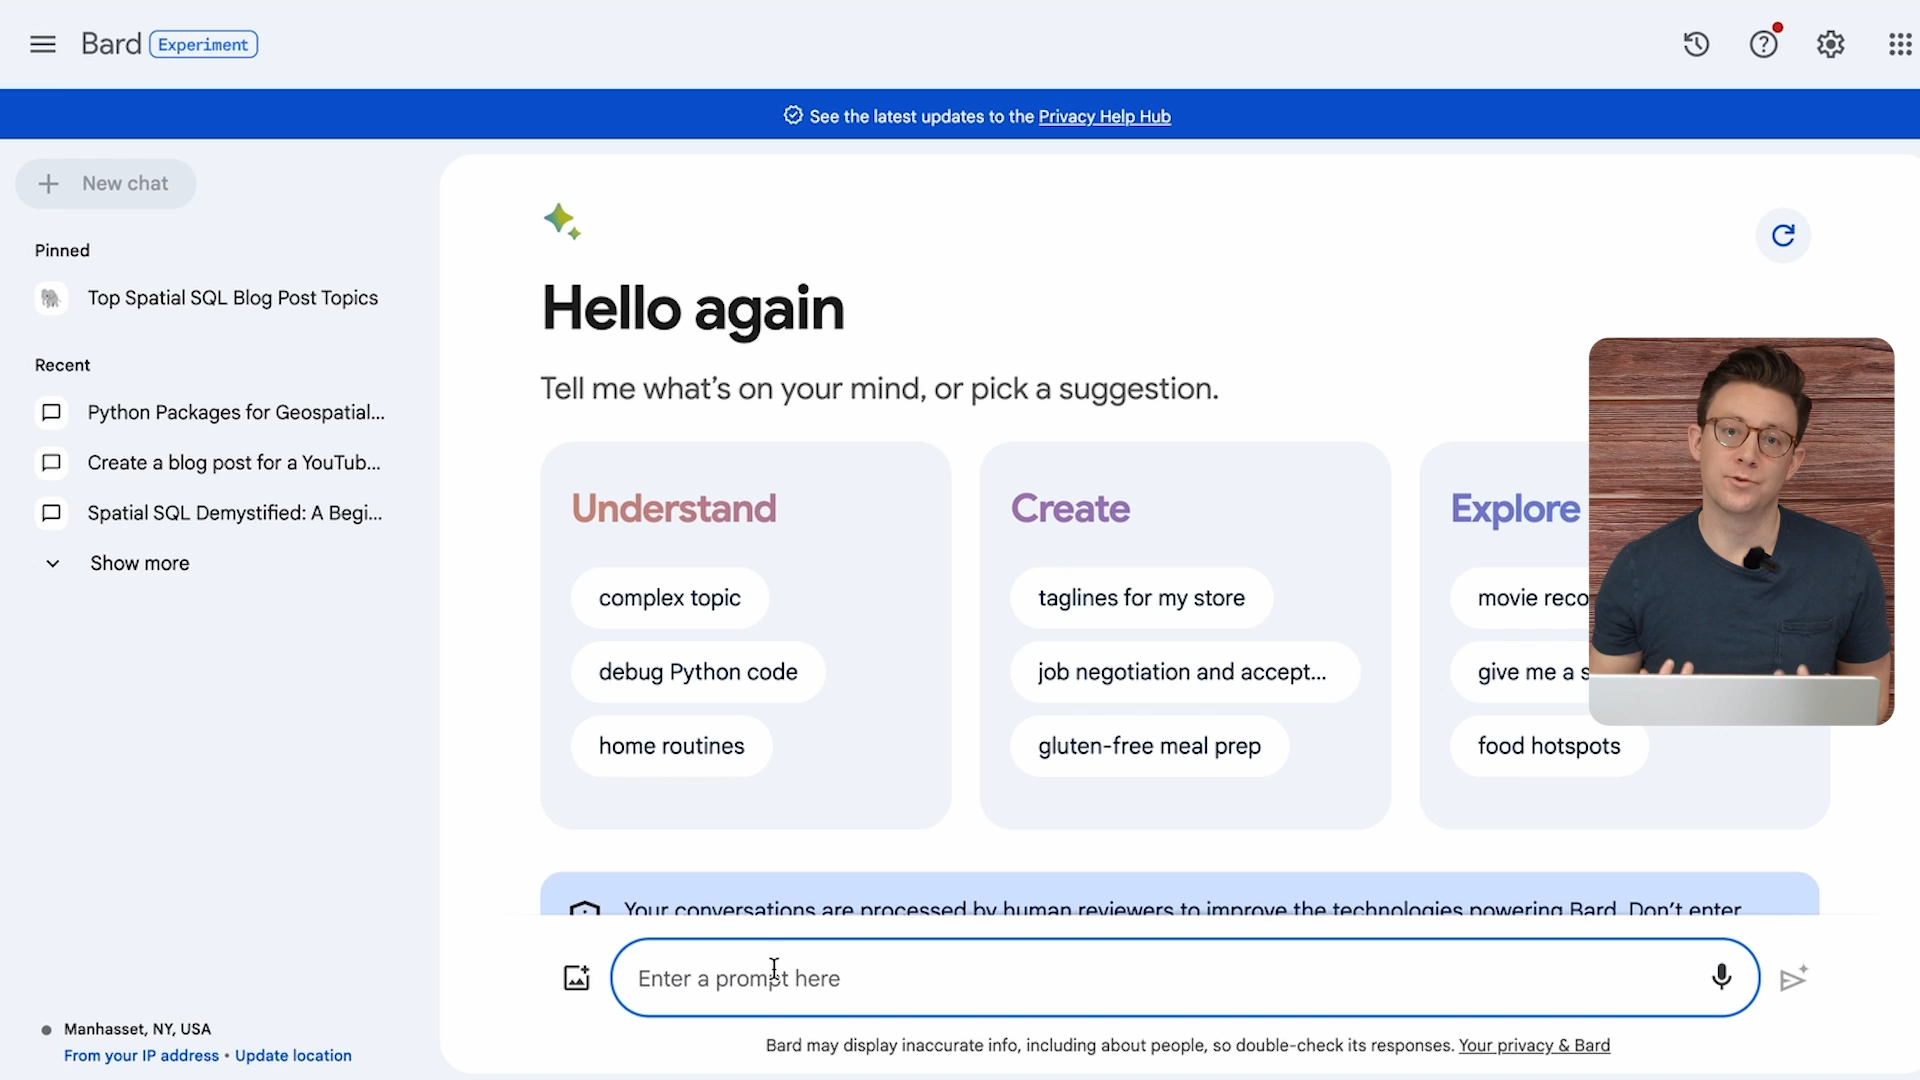 Bard Experiment
See the latest updates to the Privacy Help Hub
New chat
Pinned
Top Spatial SQL Blog Post Topics
Recent
Python Packages for Geospatial...
Create a blog post for a YouTub...
Spatial SQL Demystified: A Begi...
Show more
Manhasset, NY, USA
From your IP address • Update location
Hello again
Tell me what's on your mind, or pick a suggestion.
Understand
complex topic
debug Python code
home routines
Create
taglines for my store
job negotiation and accept...
gluten-free meal prep
Explore
movie reco
give me a s
food hotspots
Your conversations are processed by human reviewers to improve the technologies powering Bard. Don't enter
Enter a prompt here
Bard may display inaccurate info, including about people, so double-check its responses. Your privacy & Bard